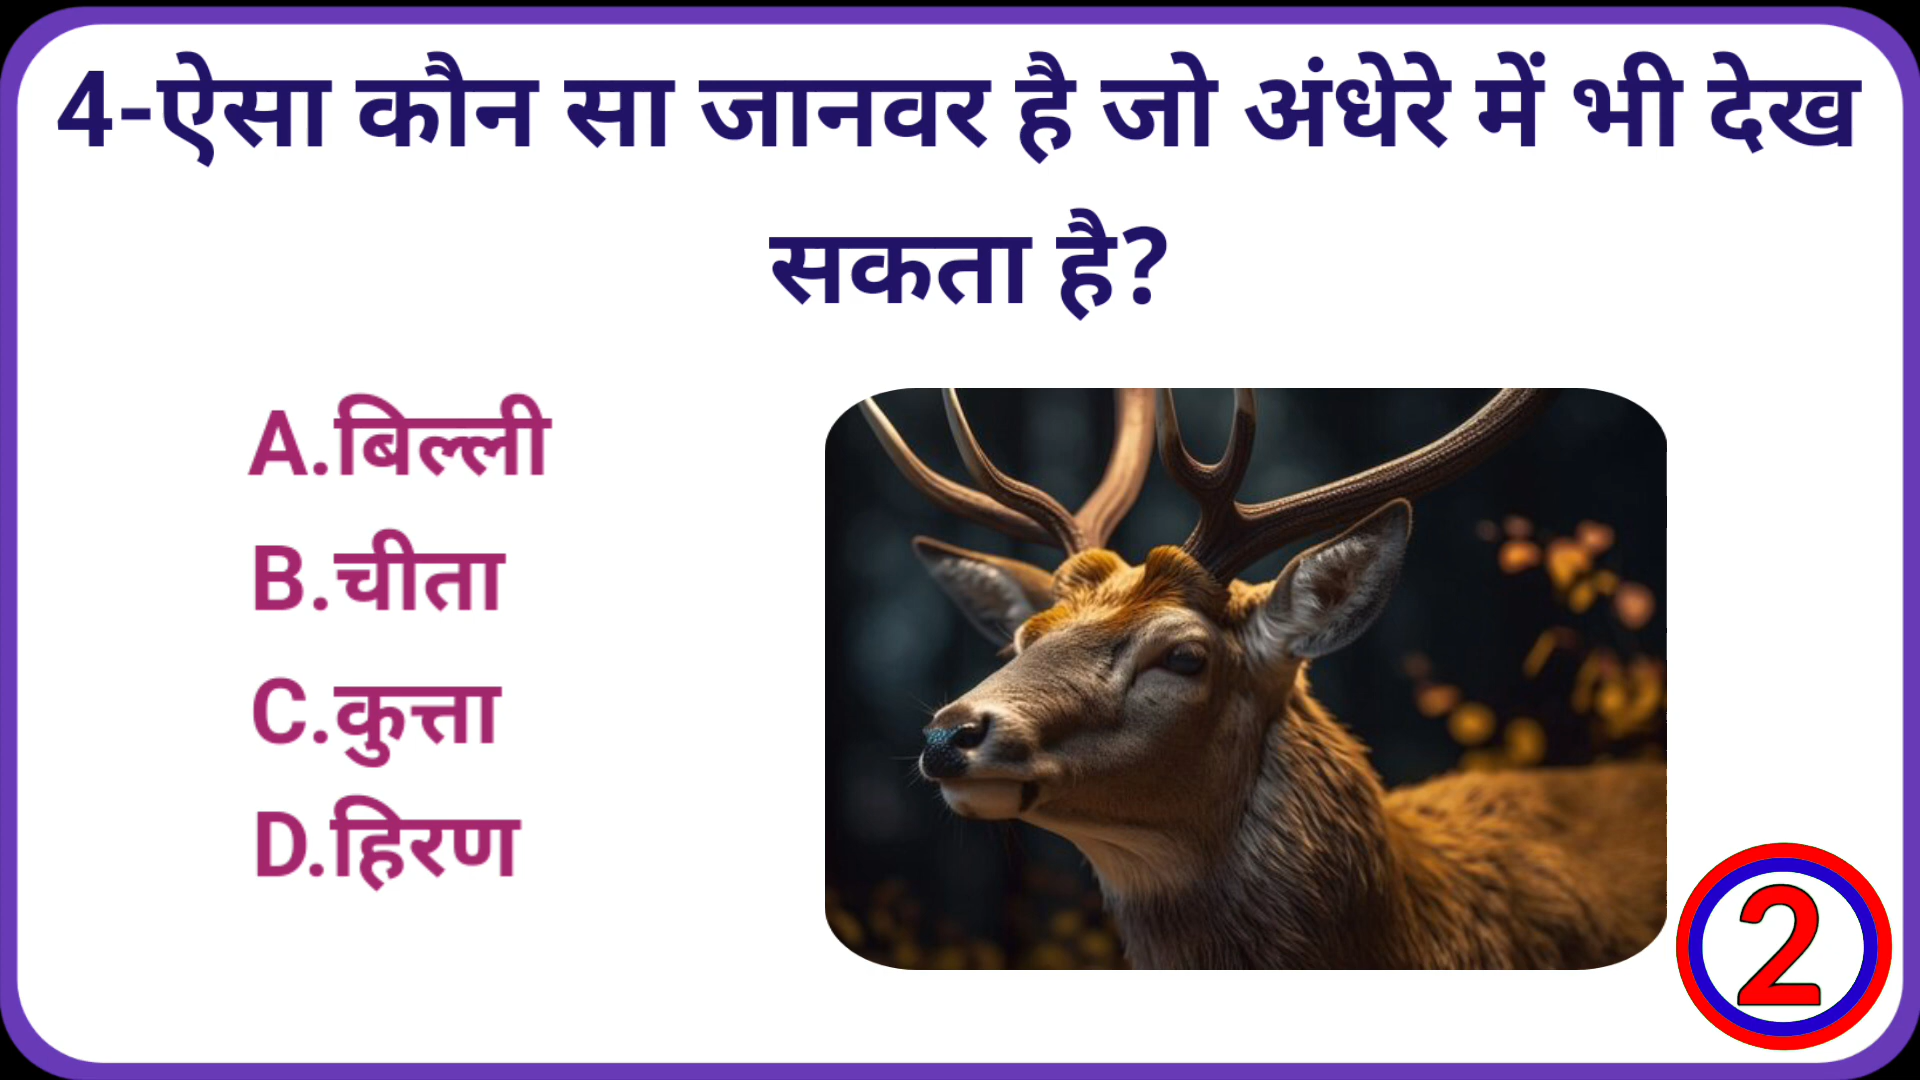 4-ऐसा कौन सा जानवर है जो अंधेरे में भी देख
सकता है?
A.बिल्ली
B.चीता
C.कुत्ता
D.हिरण
2